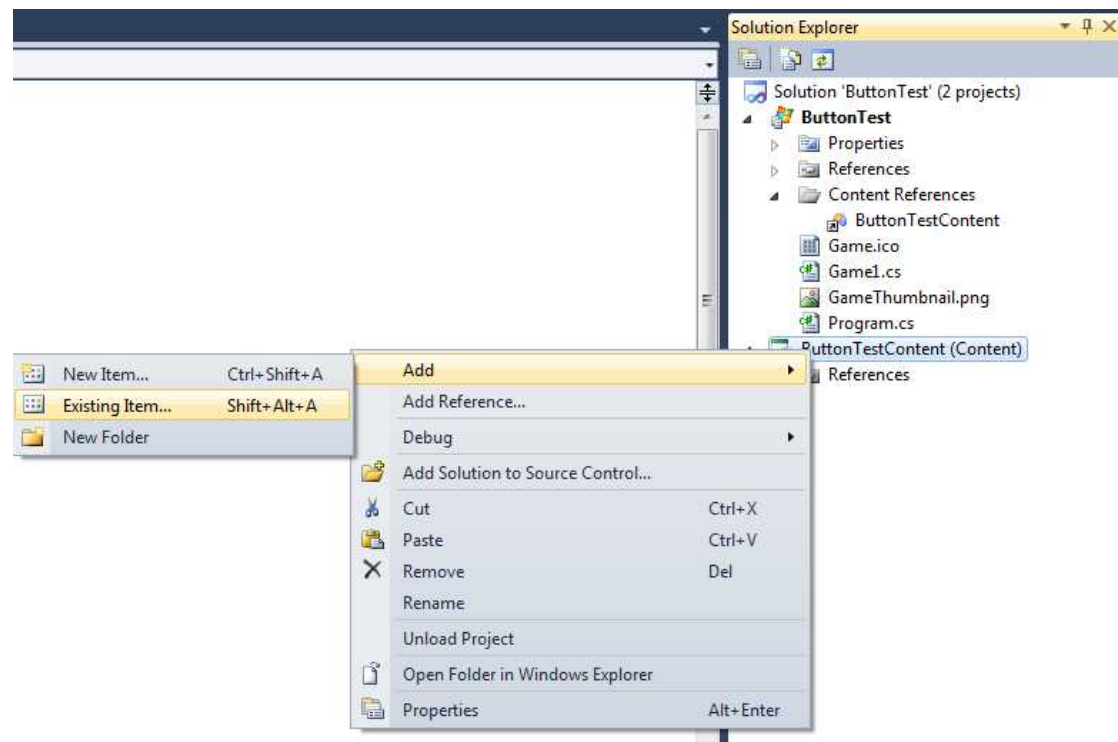 Solution Explorer
Solution 'ButtonTest' (2 projects)
ButtonTest
Properties
References
Content References
ButtonTestContent
Game.ico
Game1.cs
GameThumbnail.png
Program.cs
ButtonTestContent (Content)
References
New Item... Ctrl+Shift+A
Existing Item... Shift+Alt+A
New Folder
Add
Add Reference...
Debug
Add Solution to Source Control...
Cut Ctrl+X
Paste Ctrl+V
Remove Del
Rename
Unload Project
Open Folder in Windows Explorer
Properties Alt+Enter